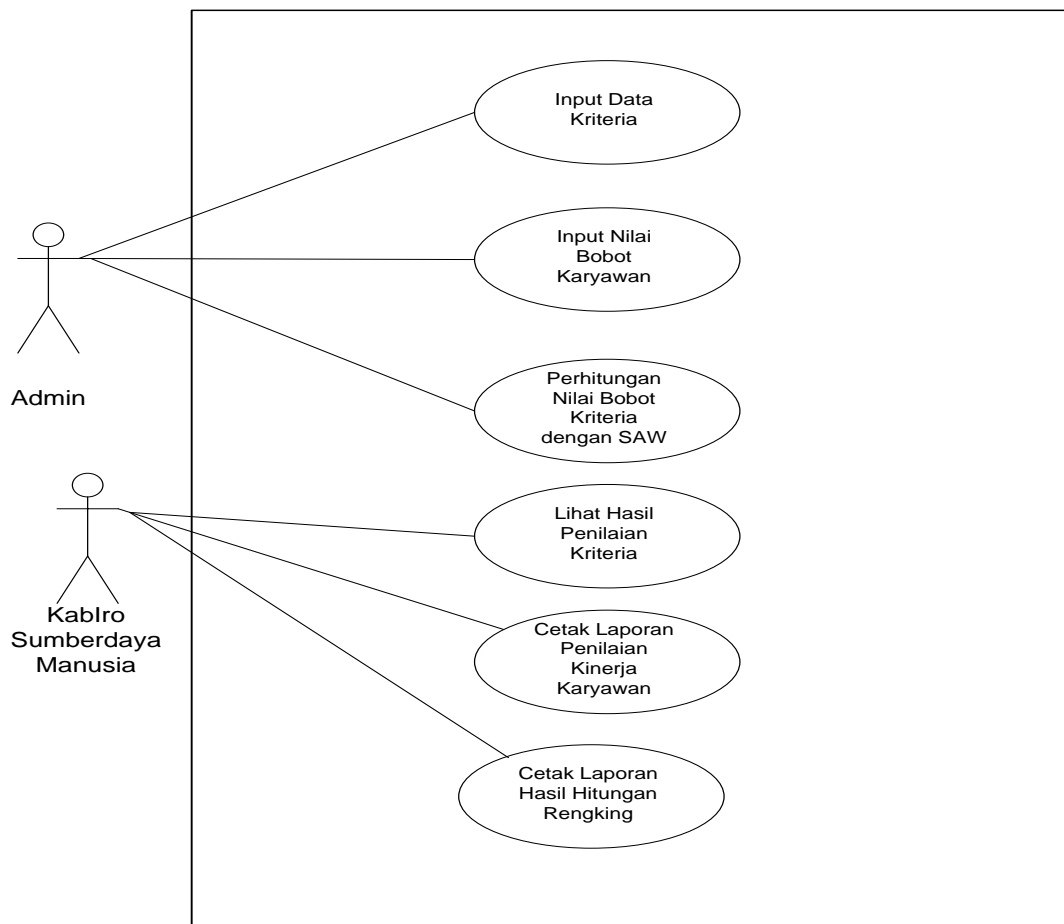 Input Data
Kriteria
Input Nilai
Bobot
Karyawan
Perhitungan
Nilai Bobot
Kriteria
dengan SAW
Admin
Lihat Hasil
Penilaian
Kriteria
KabIro
Sumberdaya
Manusia
Cetak Laporan
Penilaian
Kinerja
Karyawan
Cetak Laporan
Hasil Hitungan
Rengking